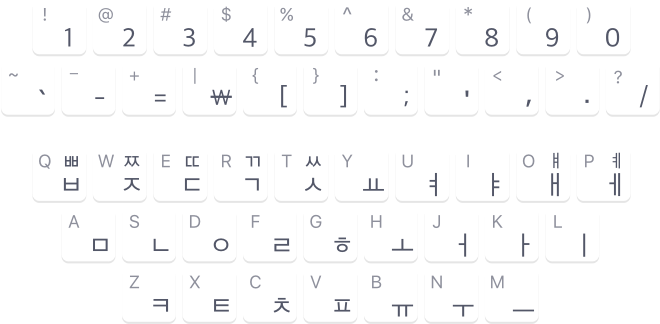 ! 1 @ 2 # 3 $ 4 % 5 ^ 6 & 7 * 8 ( 9 ) 0
~ ` _ - + = | ₩ { [ } ] : ; " ' < , > . ? /
Q ㅃ ㅂ W ㅉ ㅈ E ㄸ ㄷ R ㄲ ㄱ T ㅆ ㅅ Y ㅛ U ㅕ I ㅑ O ㅒ ㅐ P ㅖ ㅔ
A ㅁ S ㄴ D ㅇ F ㄹ G ㅎ H ㅗ J ㅓ K ㅏ L ㅣ
Z ㅋ X ㅌ C ㅊ V ㅍ B ㅠ N ㅜ M ㅡ